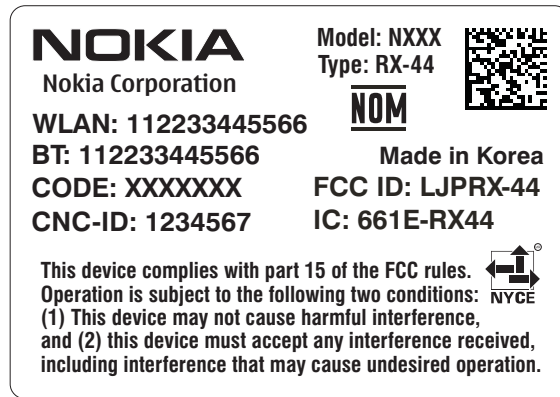 NOKIA
Nokia Corporation
Model: NXXX
Type: RX-44
NOM
WLAN: 112233445566
BT: 112233445566
Made in Korea
CODE: XXXXXXX
FCC ID: LJPRX-44
CNC-ID: 1234567
IC: 661E-RX44
This device complies with part 15 of the FCC rules.
Operation is subject to the following two conditions:
NYCE
(1) This device may not cause harmful interference,
and (2) this device must accept any interference received,
including interference that may cause undesired operation.